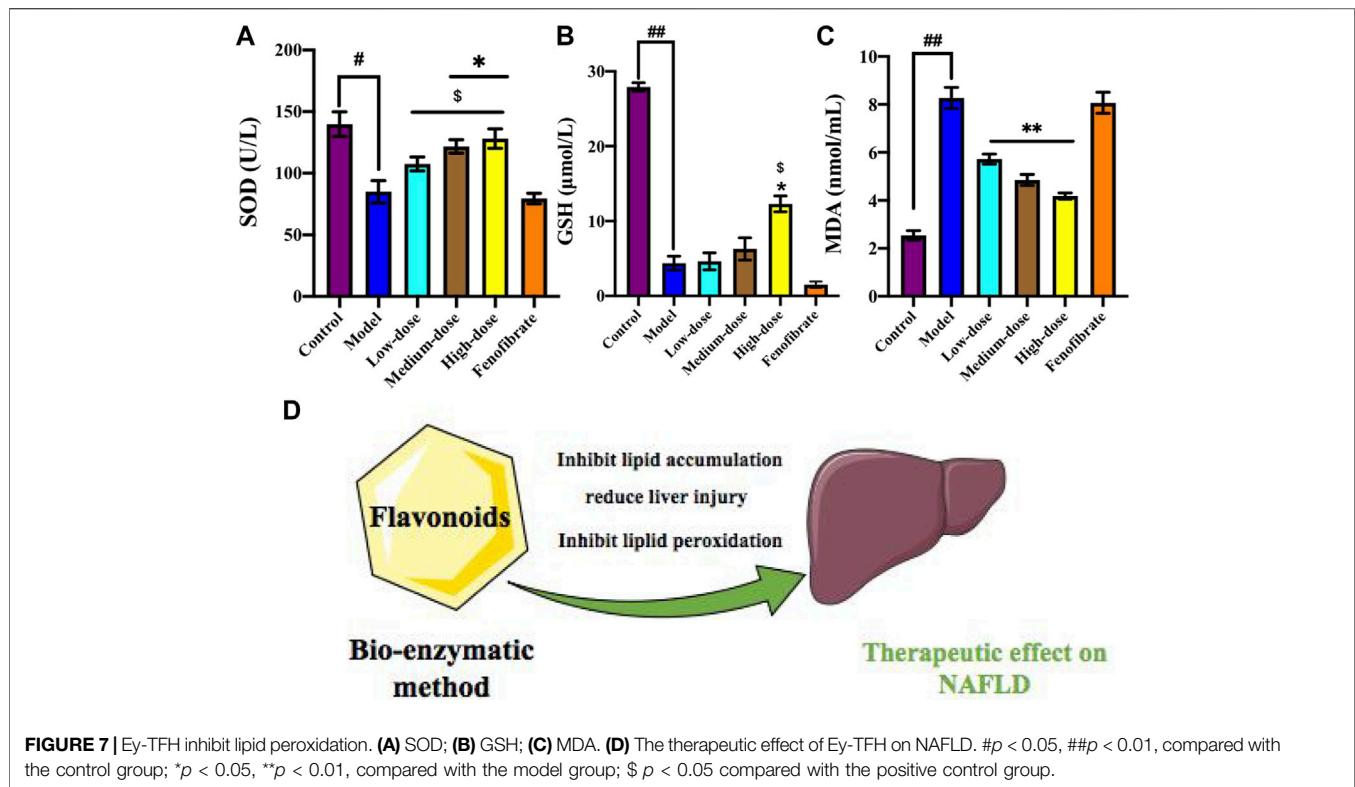 A
SOD (U/L)
200
150
100
50
0
#
$
*
Control
Model
Low-dose
Medium-dose
High-dose
Fenofibrate
B
GSH (μmol/L)
30
20
10
0
##
$
*
Control
Model
Low-dose
Medium-dose
High-dose
Fenofibrate
C
MDA (nmol/mL)
10
8
6
4
2
0
##
**
Control
Model
Low-dose
Medium-dose
High-dose
Fenofibrate
D
Flavonoids
Inhibit lipid accumulation
reduce liver injury
Inhibit liplid peroxidation
Bio-enzymatic
method
Therapeutic effect on
NAFLD
FIGURE 7 | Ey-TFH inhibit lipid peroxidation. (A) SOD; (B) GSH; (C) MDA. (D) The therapeutic effect of Ey-TFH on NAFLD. #p < 0.05, ##p < 0.01, compared with
the control group; *p < 0.05, **p < 0.01, compared with the model group; $ p < 0.05 compared with the positive control group.